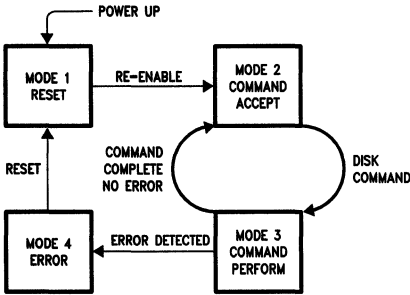 POWER UP
MODE 1
RESET
RE-ENABLE
MODE 2
COMMAND
ACCEPT
COMMAND
COMPLETE
NO ERROR
DISK
COMMAND
RESET
MODE 4
ERROR
ERROR DETECTED
MODE 3
COMMAND
PERFORM